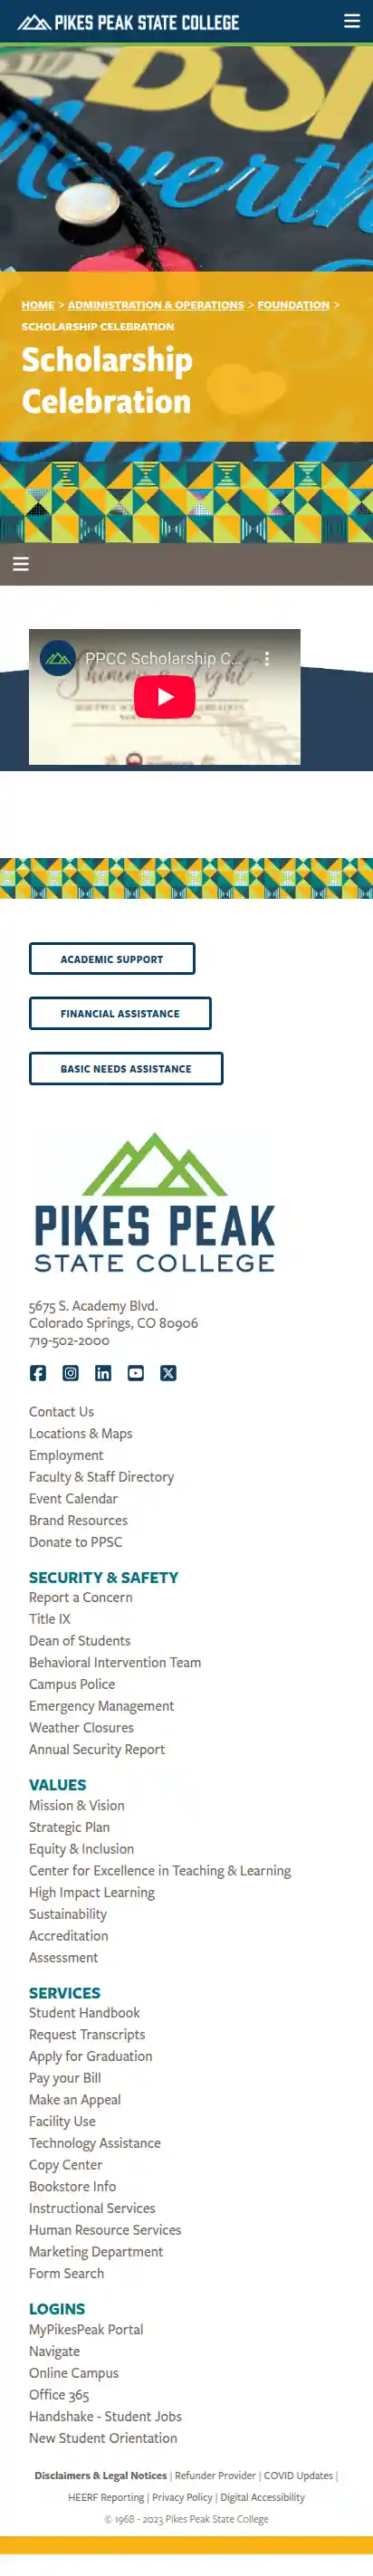 PIKES PEAK STATE COLLEGE
HOME > ADMINISTRATION & OPERATIONS > FOUNDATION >
SCHOLARSHIP CELEBRATION
Scholarship
Celebration
PPCC Scholarship C...
ACADEMIC SUPPORT
FINANCIAL ASSISTANCE
BASIC NEEDS ASSISTANCE
PIKES PEAK
STATE COLLEGE
5675 S. Academy Blvd.
Colorado Springs, CO 80906
719-502-2000
Contact Us
Locations & Maps
Employment
Faculty & Staff Directory
Event Calendar
Brand Resources
Donate to PPSC
SECURITY & SAFETY
Report a Concern
Title IX
Dean of Students
Behavioral Intervention Team
Campus Police
Emergency Management
Weather Closures
Annual Security Report
VALUES
Mission & Vision
Strategic Plan
Equity & Inclusion
Center for Excellence in Teaching & Learning
High Impact Learning
Sustainability
Accreditation
Assessment
SERVICES
Student Handbook
Request Transcripts
Apply for Graduation
Pay your Bill
Make an Appeal
Facility Use
Technology Assistance
Copy Center
Bookstore Info
Instructional Services
Human Resource Services
Marketing Department
Form Search
LOGINS
MyPikesPeak Portal
Navigate
Online Campus
Office 365
Handshake - Student Jobs
New Student Orientation
Disclaimers & Legal Notices | Refunder Provider | COVID Updates |
HEERF Reporting | Privacy Policy | Digital Accessibility
© 1968 - 2023 Pikes Peak State College